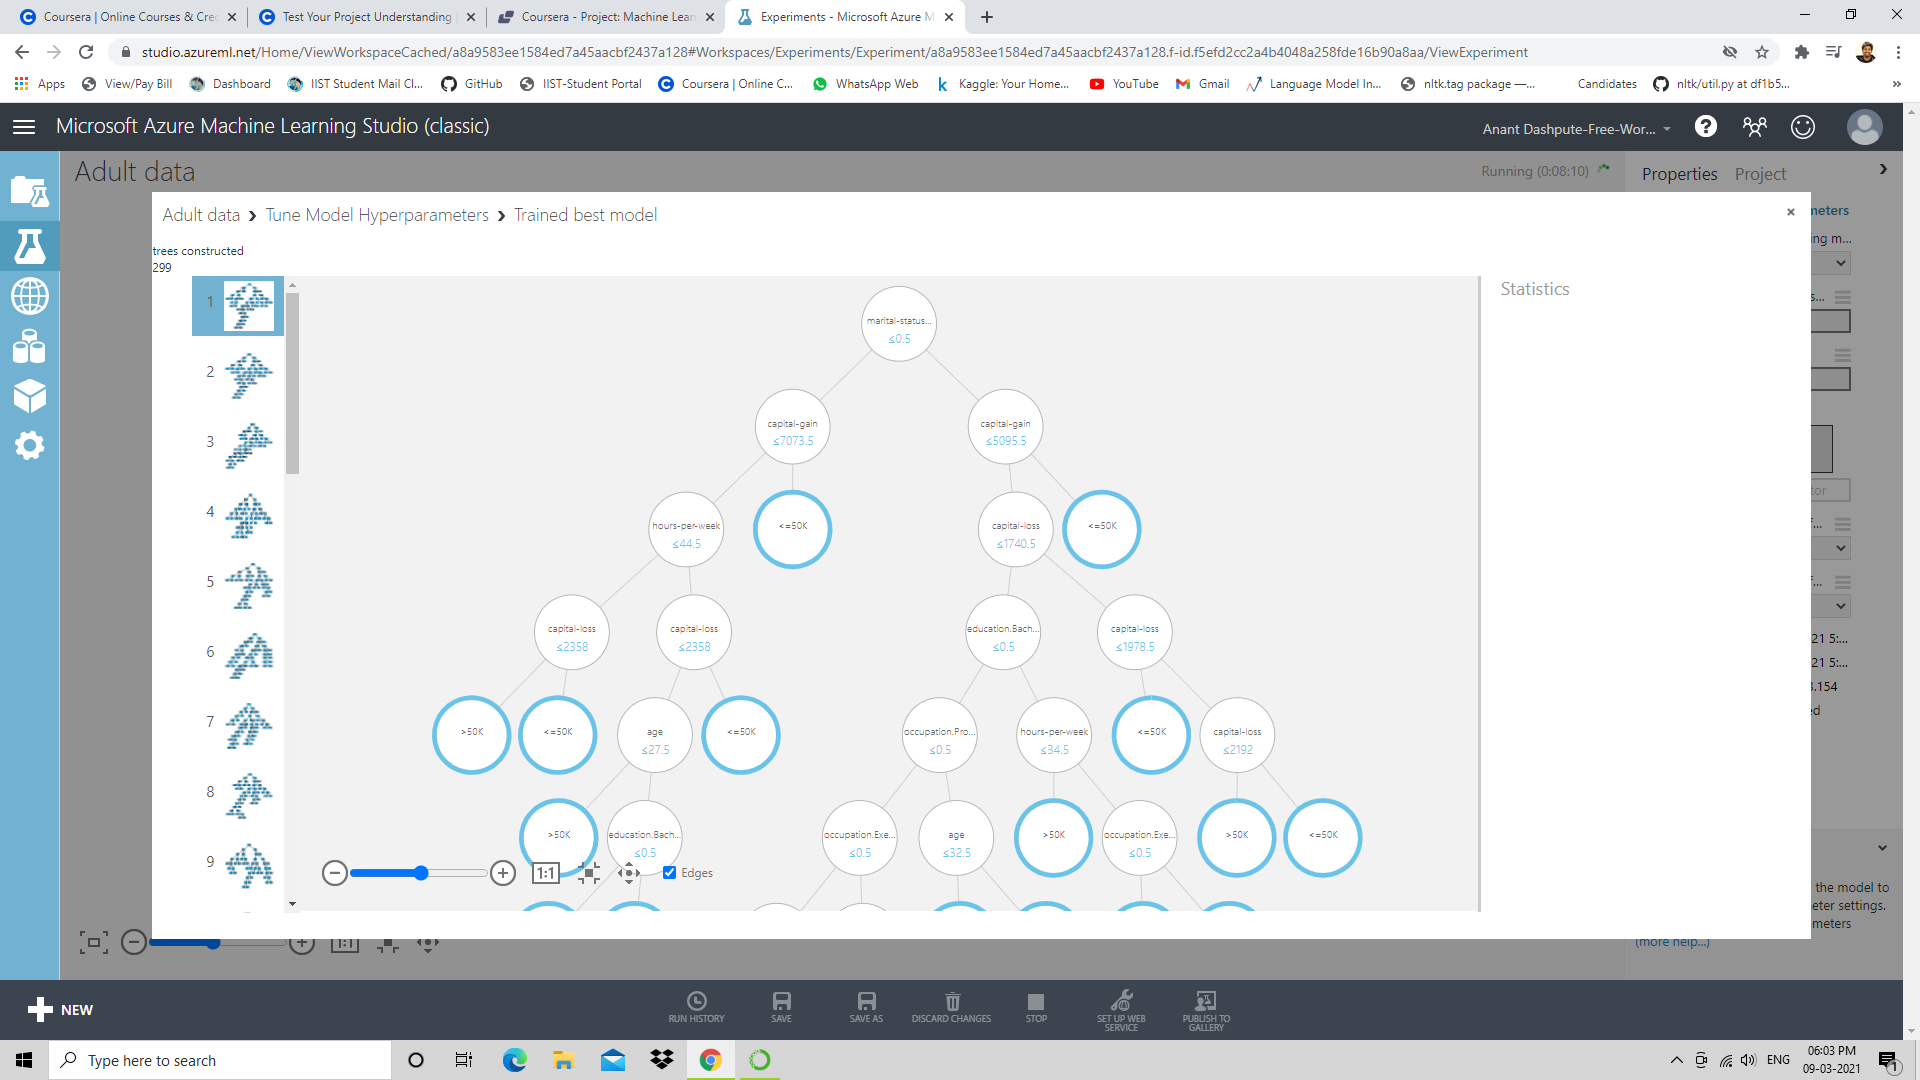 Coursera | Online Courses & Cre
Test Your Project Understanding
Coursera - Project: Machine Lear
Experiments - Microsoft Azure M
studio.azureml.net/Home/ViewWorkspaceCached/a8a9583ee1584ed7a45aacbf2437a128#Workspaces/Experiments/Experiment/a8a9583ee1584ed7a45aacbf2437a128.f-id.f5efd2cc2a4b4048a258fde16b90a8aa/ViewExperiment
Apps View/Pay Bill Dashboard IIST Student Mail Cl... GitHub IIST-Student Portal Coursera | Online C... WhatsApp Web Kaggle: Your Home... YouTube Gmail Language Model In... nltk.tag package —... Candidates nltk/util.py at df1b5... »
Microsoft Azure Machine Learning Studio (classic)
Anant Dashpute-Free-Wor...
Adult data
Running (0:08:10)
Properties Project
Adult data > Tune Model Hyperparameters > Trained best model
trees constructed
299
Statistics
1
2
3
4
5
6
7
8
9
marital-status...
≤0.5
capital-gain
≤7073.5
capital-gain
≤5095.5
hours-per-week
≤44.5
<=50K
capital-loss
≤1740.5
<=50K
capital-loss
≤2358
capital-loss
≤2358
education.Bach...
≤0.5
capital-loss
≤1978.5
>50K
<=50K
age
≤27.5
<=50K
occupation.Pro...
≤0.5
hours-per-week
≤34.5
<=50K
capital-loss
≤2192
>50K
education.Bach...
≤0.5
occupation.Exe...
≤0.5
age
≤32.5
>50K
occupation.Exe...
≤0.5
>50K
<=50K
1:1
Edges
meters
ing m...
s...
tor
f...
f...
21 5:...
21 5:...
.154
ed
the model to
eter settings.
meters
(more help...)
1:1
NEW
RUN HISTORY
SAVE
SAVE AS
DISCARD CHANGES
STOP
SET UP WEB SERVICE
PUBLISH TO GALLERY
Type here to search
ENG
06:03 PM
09-03-2021
1